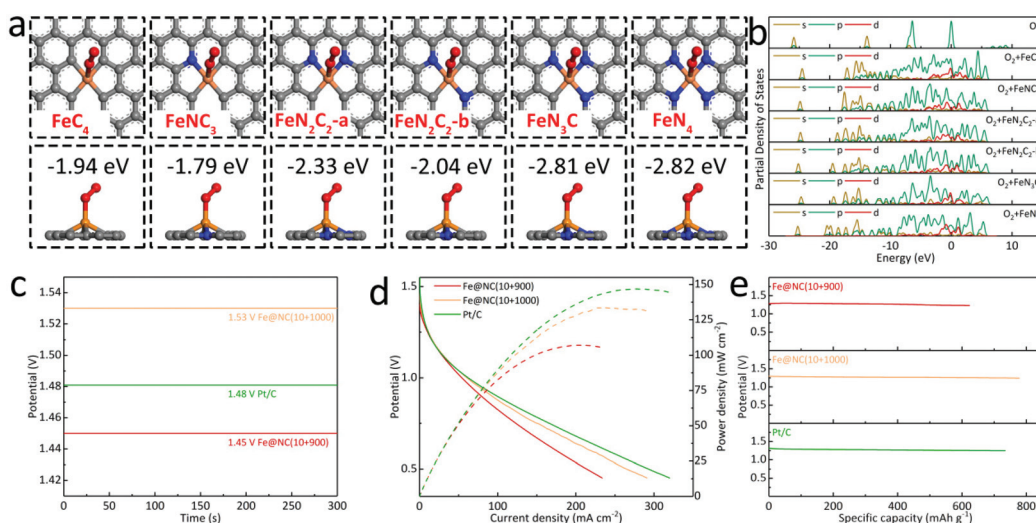 a
FeC₄
FeNC₃
FeN₂C₂-a
FeN₂C₂-b
FeN₃C
FeN₄
-1.94 eV
-1.79 eV
-2.33 eV
-2.04 eV
-2.81 eV
-2.82 eV
b
s p d
s p d
O₂+FeC
s p d
O₂+FeNC
s p d
O₂+FeN₂C₂-
s p d
O₂+FeN₂C₂-
s p d
s p d
O₂+FeN
Partial Density of States
-30 -20 -10 0 10
Energy (eV)
c
1.54
1.52
1.50
1.48
1.46
1.44
1.42
1.53 V Fe@NC(10+1000)
1.48 V Pt/C
1.45 V Fe@NC(10+900)
Potential (V)
0 50 100 150 200 250 300
Time (s)
d
Fe@NC(10+900)
Fe@NC(10+1000)
Pt/C
1.5
1.0
0.5
Potential (V)
150
125
100
75
50
25
0
Power density (mW cm⁻²)
0 100 200 300
Current density (mA cm⁻²)
e
Fe@NC(10+900)
1.5
1.0
0.5
Fe@NC(10+1000)
1.5
1.0
0.5
Pt/C
1.5
1.0
0.5
Potential (V)
0 200 400 600 800
Specific capacity (mAh g⁻¹)